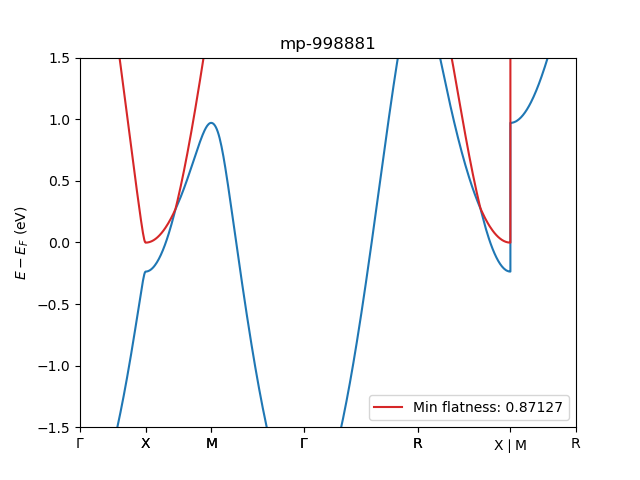 mp-998881
1.5
1.0
0.5
0.0
−0.5
−1.0
−1.5
E − E_F (eV)
Min flatness: 0.87127
Γ X M Γ R X | M R